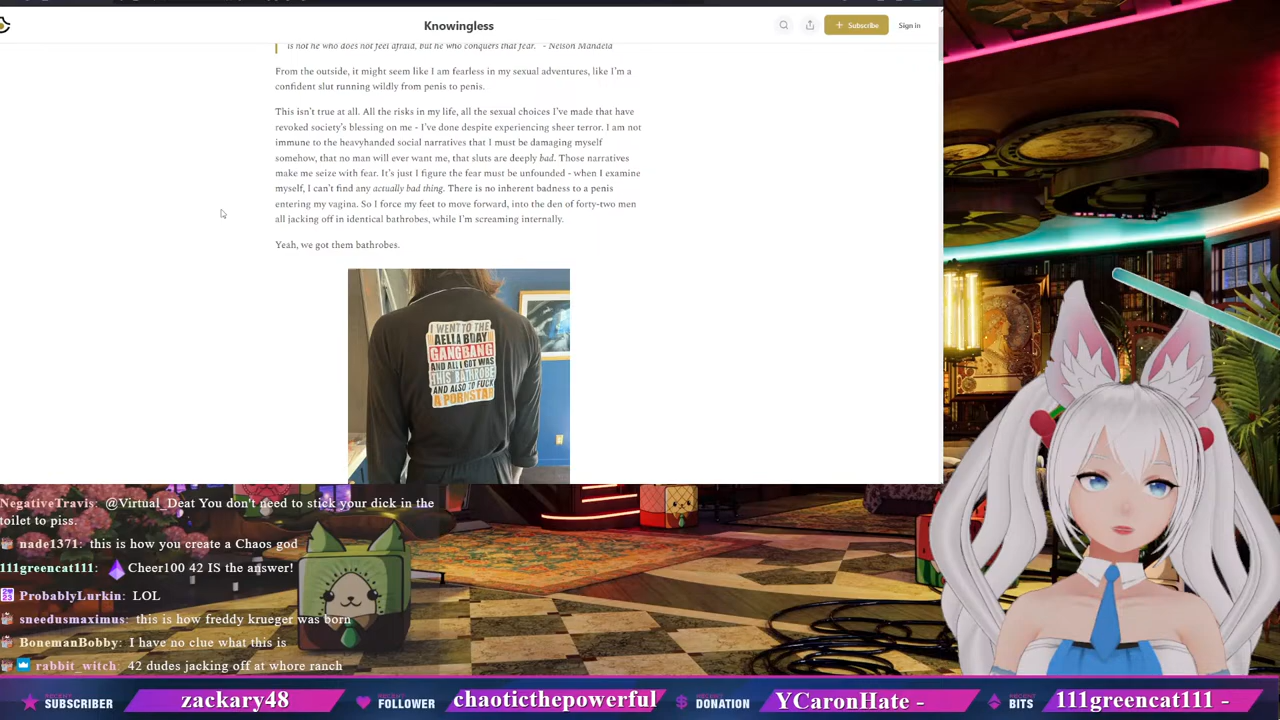 Knowingless
Subscribe
Sign in
is not he who does not feel afraid, but he who conquers that fear." - Nelson Mandela
From the outside, it might seem like I am fearless in my sexual adventures, like I'm a
confident slut running wildly from penis to penis.
This isn't true at all. All the risks in my life, all the sexual choices I've made that have
revoked society's blessing on me - I've done despite experiencing sheer terror. I am not
immune to the heavyhanded social narratives that I must be damaging myself
somehow, that no man will ever want me, that sluts are deeply bad. Those narratives
make me seize with fear. It's just I figure the fear must be unfounded - when I examine
myself, I can't find any actually bad thing. There is no inherent badness to a penis
entering my vagina. So I force my feet to move forward, into the den of forty-two men
all jacking off in identical bathrobes, while I'm screaming internally.
Yeah, we got them bathrobes.
I WENT TO THE
AELLA BDAY
GANGBANG
AND ALL I GOT WAS
THIS BATHROBE
AND ALSO TO FUCK
A PORNSTAR
NegativeTravis: @Virtual_Deat You don't need to stick your dick in the
toilet to piss.
nade1371: this is how you create a Chaos god
111greencat111: Cheer100 42 IS the answer!
ProbablyLurkin: LOL
sneedusmaximus: this is how freddy krueger was born
BonemanBobby: I have no clue what this is
rabbit_witch: 42 dudes jacking off at whore ranch
RECENT
SUBSCRIBER
zackary48
RECENT
FOLLOWER
chaoticthepowerful
RECENT
DONATION
YCaronHate -
RECENT
BITS
111greencat111 -